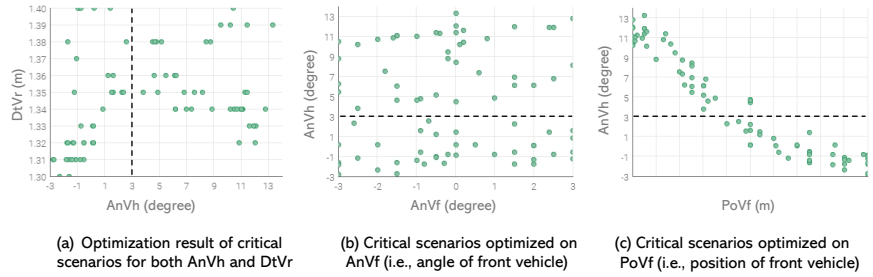 1.40
1.39
1.38
1.37
1.36
1.35
1.34
1.33
1.32
1.31
1.30
DtVr (m)
-3 -1 1 3 5 7 9 11 13
AnVh (degree)
13
11
9
7
5
3
1
-1
-3
AnVh (degree)
-3 -2 -1 0 1 2 3
AnVf (degree)
13
11
9
7
5
3
1
-1
-3
AnVh (degree)
PoVf (m)
(a) Optimization result of critical
scenarios for both AnVh and DtVr
(b) Critical scenarios optimized on
AnVf (i.e., angle of front vehicle)
(c) Critical scenarios optimized on
PoVf (i.e., position of front vehicle)